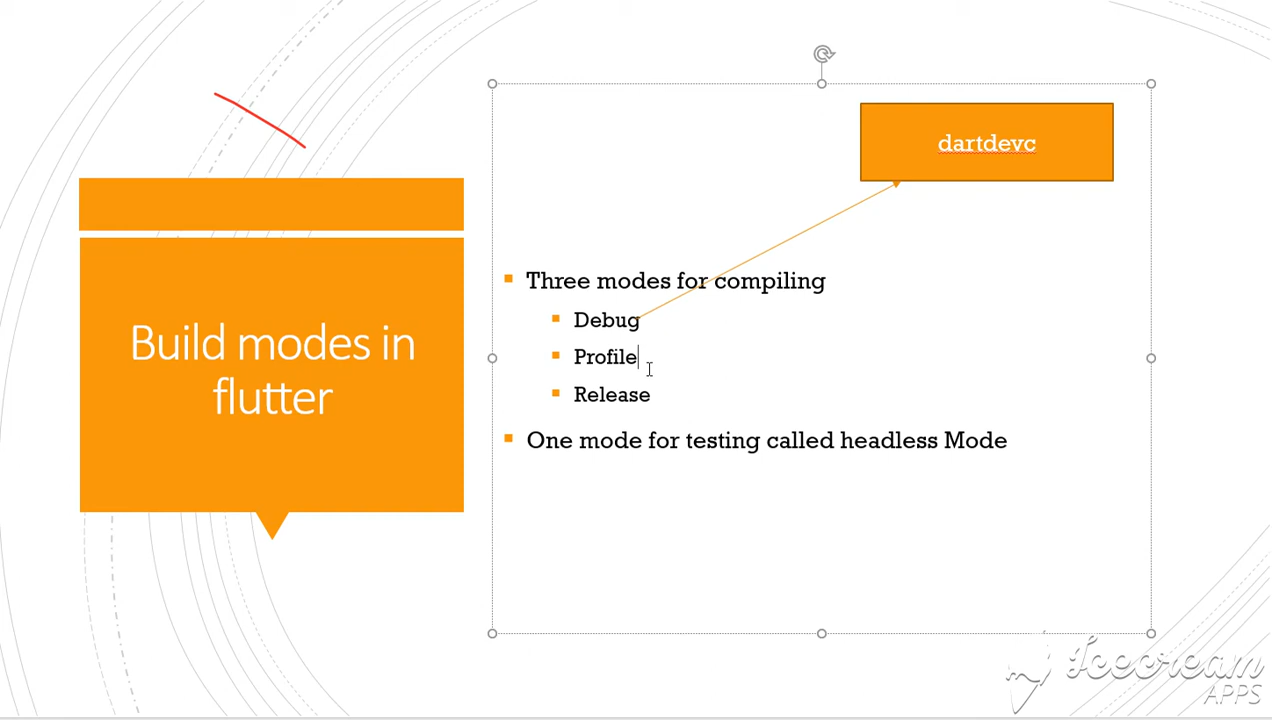 dartdevc
Build modes in
flutter
Three modes for compiling
Debug
Profile
Release
One mode for testing called headless Mode
Icecream
APPS